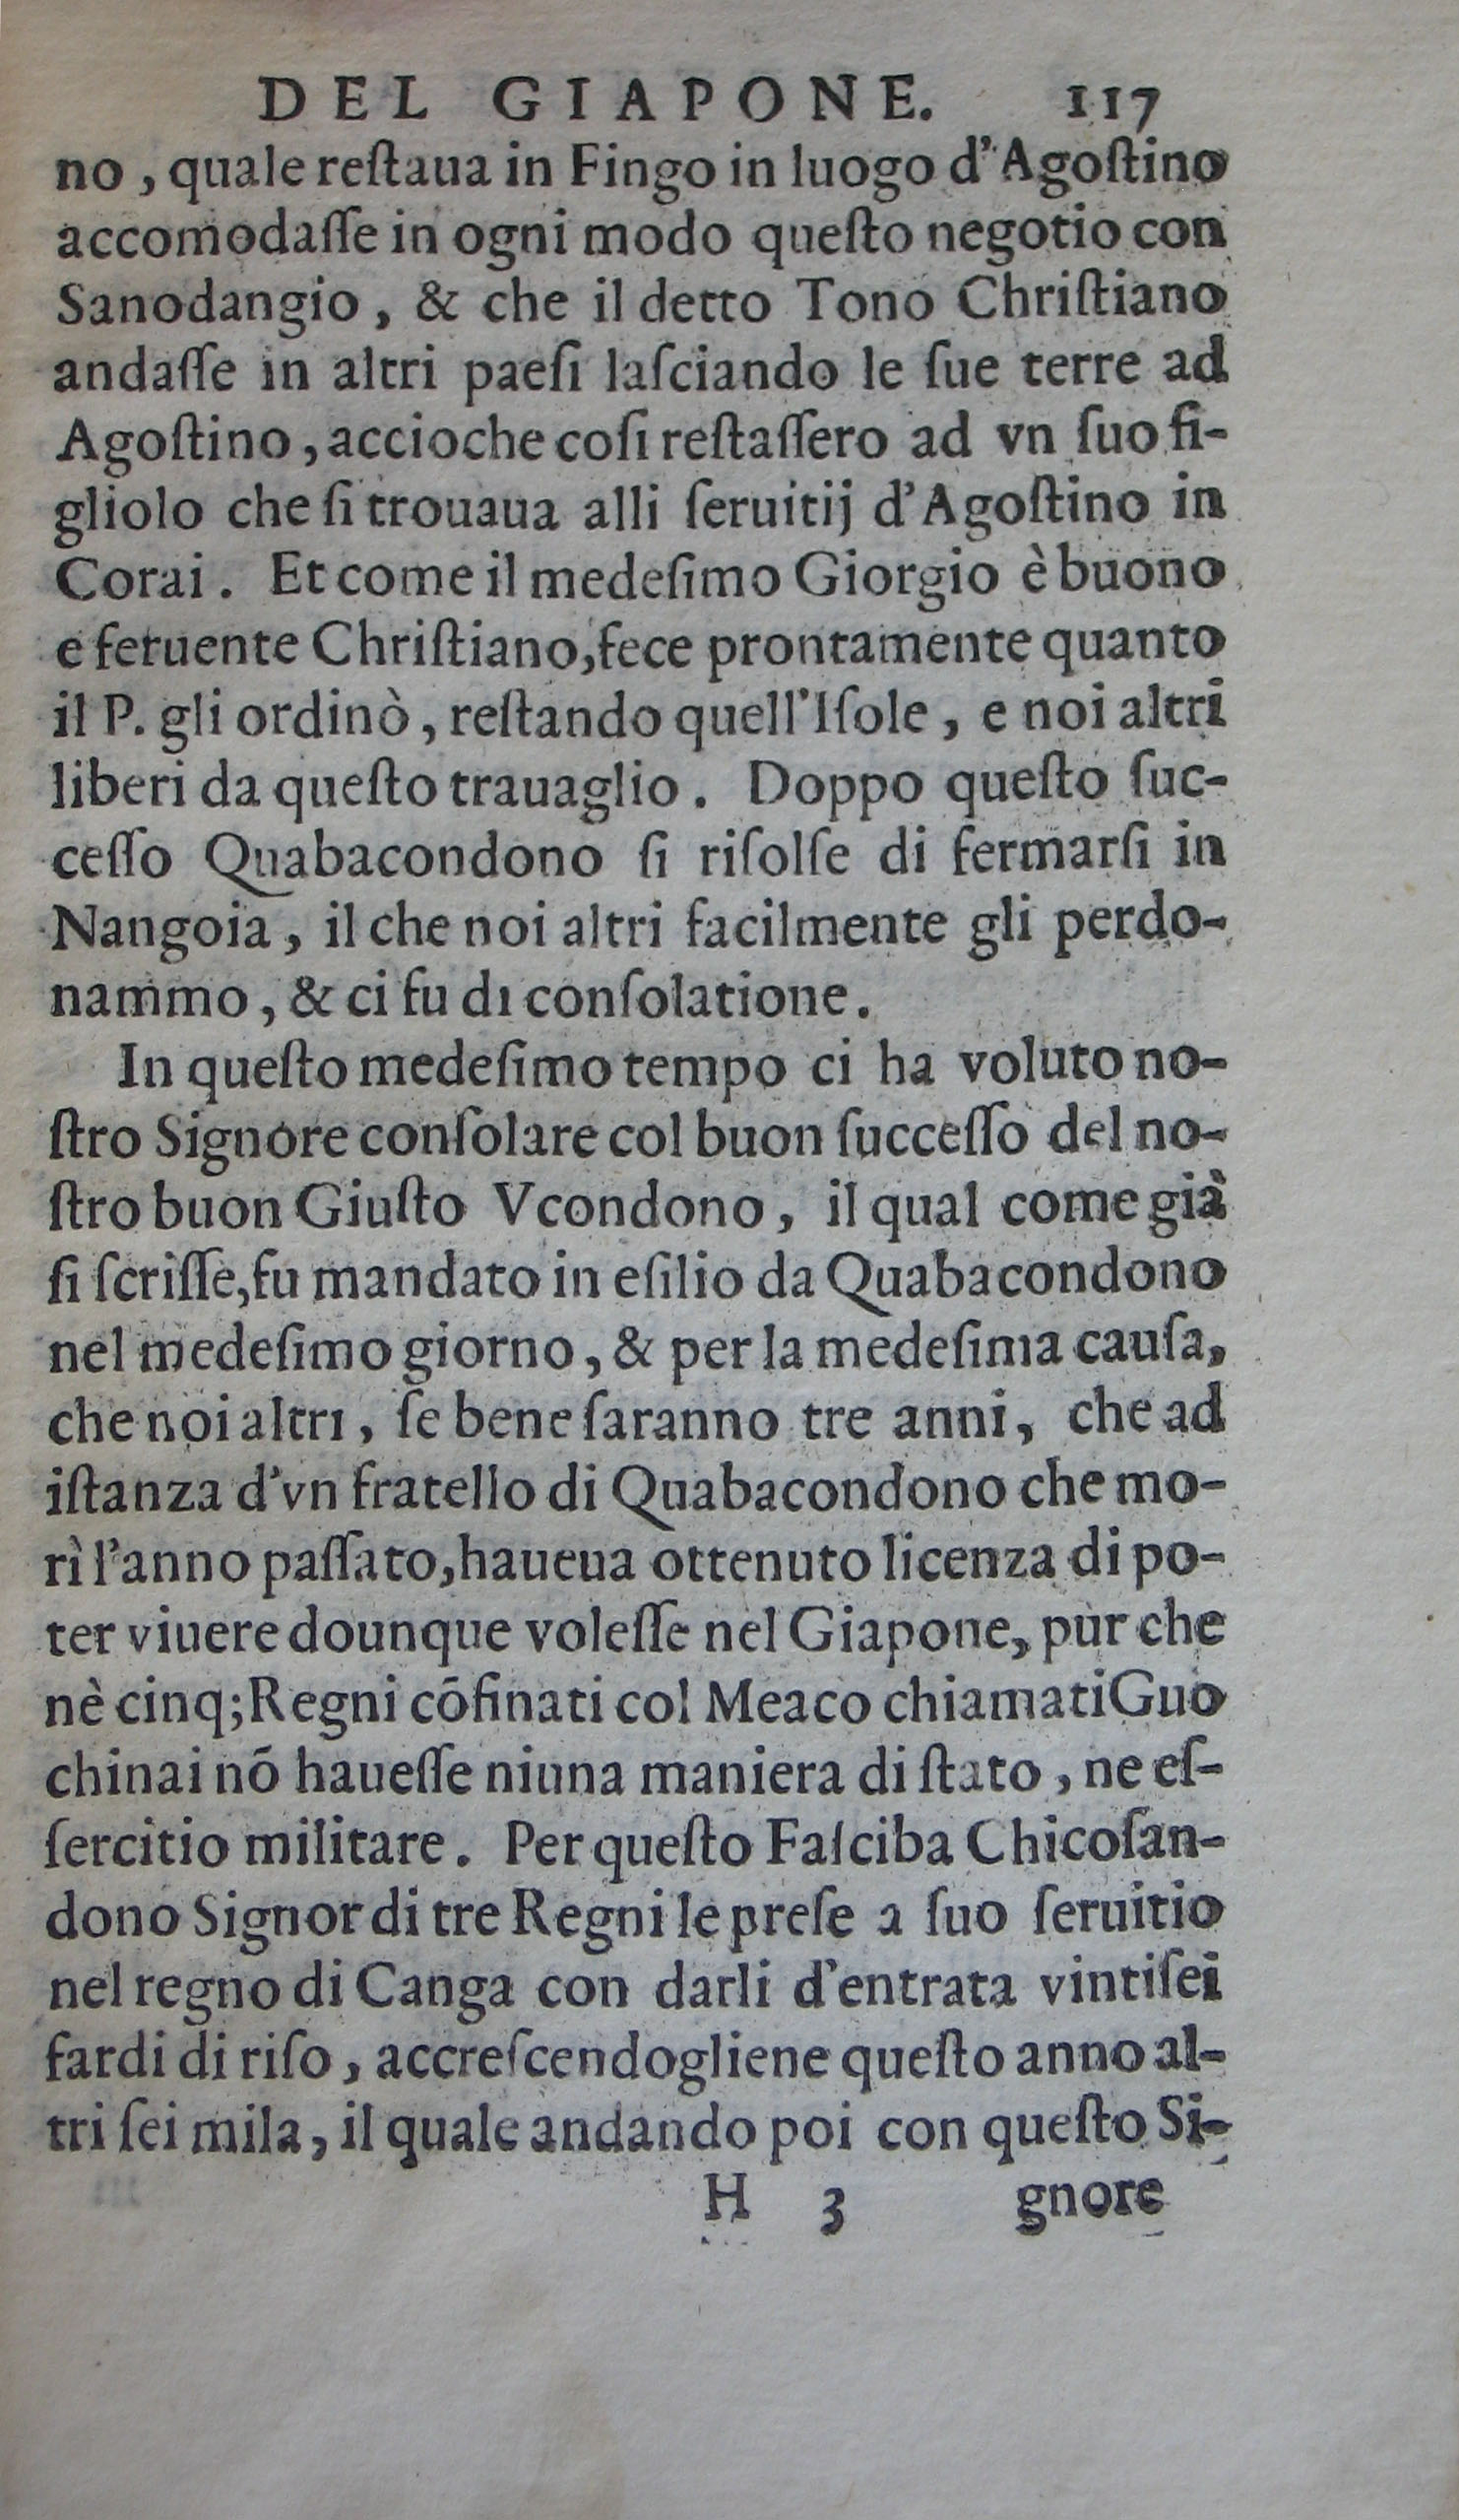 DEL GIAPONE. 117
no, quale reſtaua in Fingo in luogo d'Agoſtino
accomodaſſe in ogni modo queſto negotio con
Sanodangio, & che il detto Tono Chriſtiano
andaſſe in altri paeſi laſciando le ſue terre ad
Agoſtino, accioche coſi reſtaſſero ad vn ſuo fi-
gliolo che ſi trouaua alli ſeruitij d'Agoſtino in
Corai. Et come il medeſimo Giorgio è buono
e feruente Chriſtiano, fece prontamente quanto
il P. gli ordinò, reſtando quell'Iſole, e noi altri
liberi da queſto trauaglio. Doppo queſto ſuc-
ceſſo Quabacondono ſi riſolſe di fermarſi in
Nangoia, il che noi altri facilmente gli perdo-
nammo, & ci fu di conſolatione.
In queſto medeſimo tempo ci ha voluto no-
ſtro Signore conſolare col buon ſucceſſo del no-
ſtro buon Giuſto Vcondono, il qual come già
ſi ſcriſſe, fu mandato in eſilio da Quabacondono
nel medeſimo giorno, & per la medeſima cauſa,
che noi altri, ſe bene ſaranno tre anni, che ad
iſtanza d'vn fratello di Quabacondono che mo-
rì l'anno paſſato, haueua ottenuto licenza di po-
ter viuere dounque voleſſe nel Giapone, pur che
nè cinq; Regni cōfinati col Meaco chiamati Guo
chinai nō haueſſe niuna maniera di ſtato, ne eſ-
ſercitio militare. Per queſto Faſciba Chicoſan-
dono Signor di tre Regni le preſe a ſuo ſeruitio
nel regno di Canga con darli d'entrata vintiſei
fardi di riſo, accreſcendogliene queſto anno al-
tri ſei mila, il quale andando poi con queſto Si-
H 3 gnore